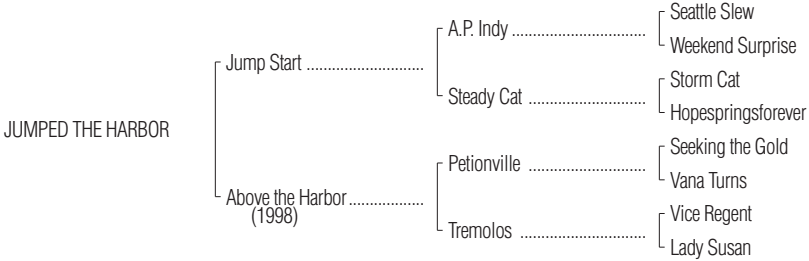 Seattle Slew
A.P. Indy ................................
Weekend Surprise
Jump Start ...........................
Storm Cat
Steady Cat ............................
Hopespringsforever
JUMPED THE HARBOR
Seeking the Gold
Petionville ............................
Vana Turns
Above the Harbor..................
(1998)
Vice Regent
Tremolos ..............................
Lady Susan